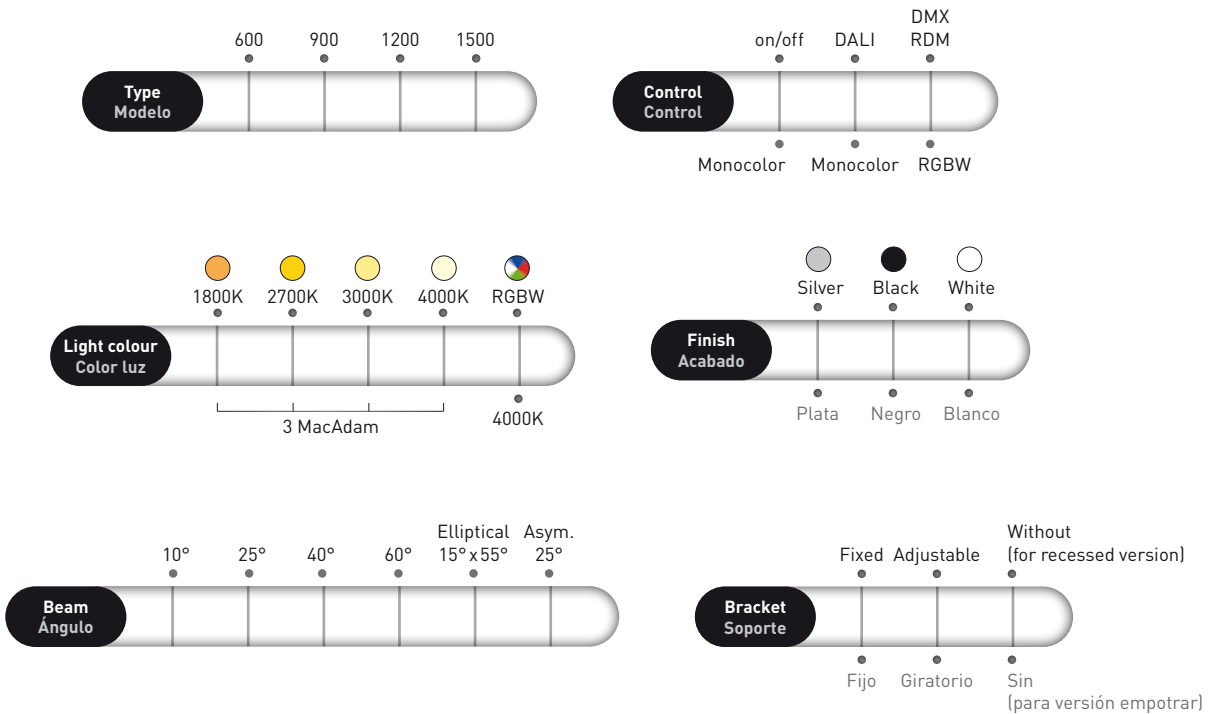 600 900 1200 1500
Type
Modelo
on/off DALI DMX
RDM
Control
Control
Monocolor Monocolor RGBW
1800K 2700K 3000K 4000K RGBW
Light colour
Color luz
3 MacAdam
4000K
Silver Black White
Finish
Acabado
Plata Negro Blanco
10° 25° 40° 60° Elliptical
15° x 55° Asym.
25°
Beam
Ángulo
Fixed Adjustable Without
(for recessed version)
Bracket
Soporte
Fijo Giratorio Sin
(para versión empotrar)